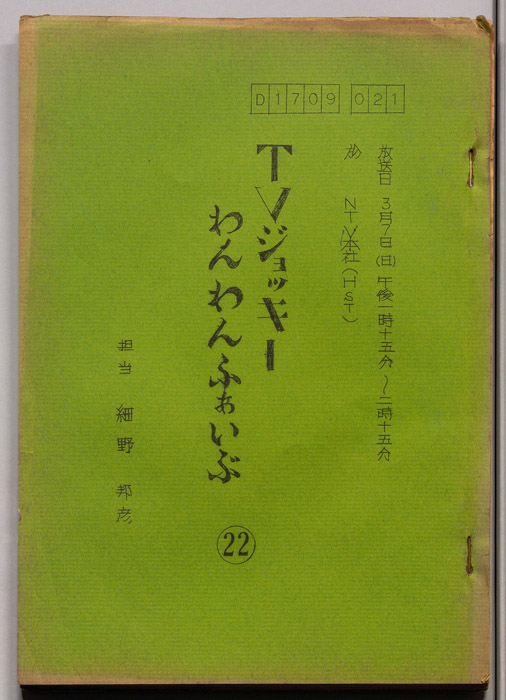 D1709 021
放送日 3月7日(日)午後一時十五分〜二時十五分
於 NTV本社(HST)
TVジョッキー
わんわんふぁいぶ
㉒
担当 細野 邦彦